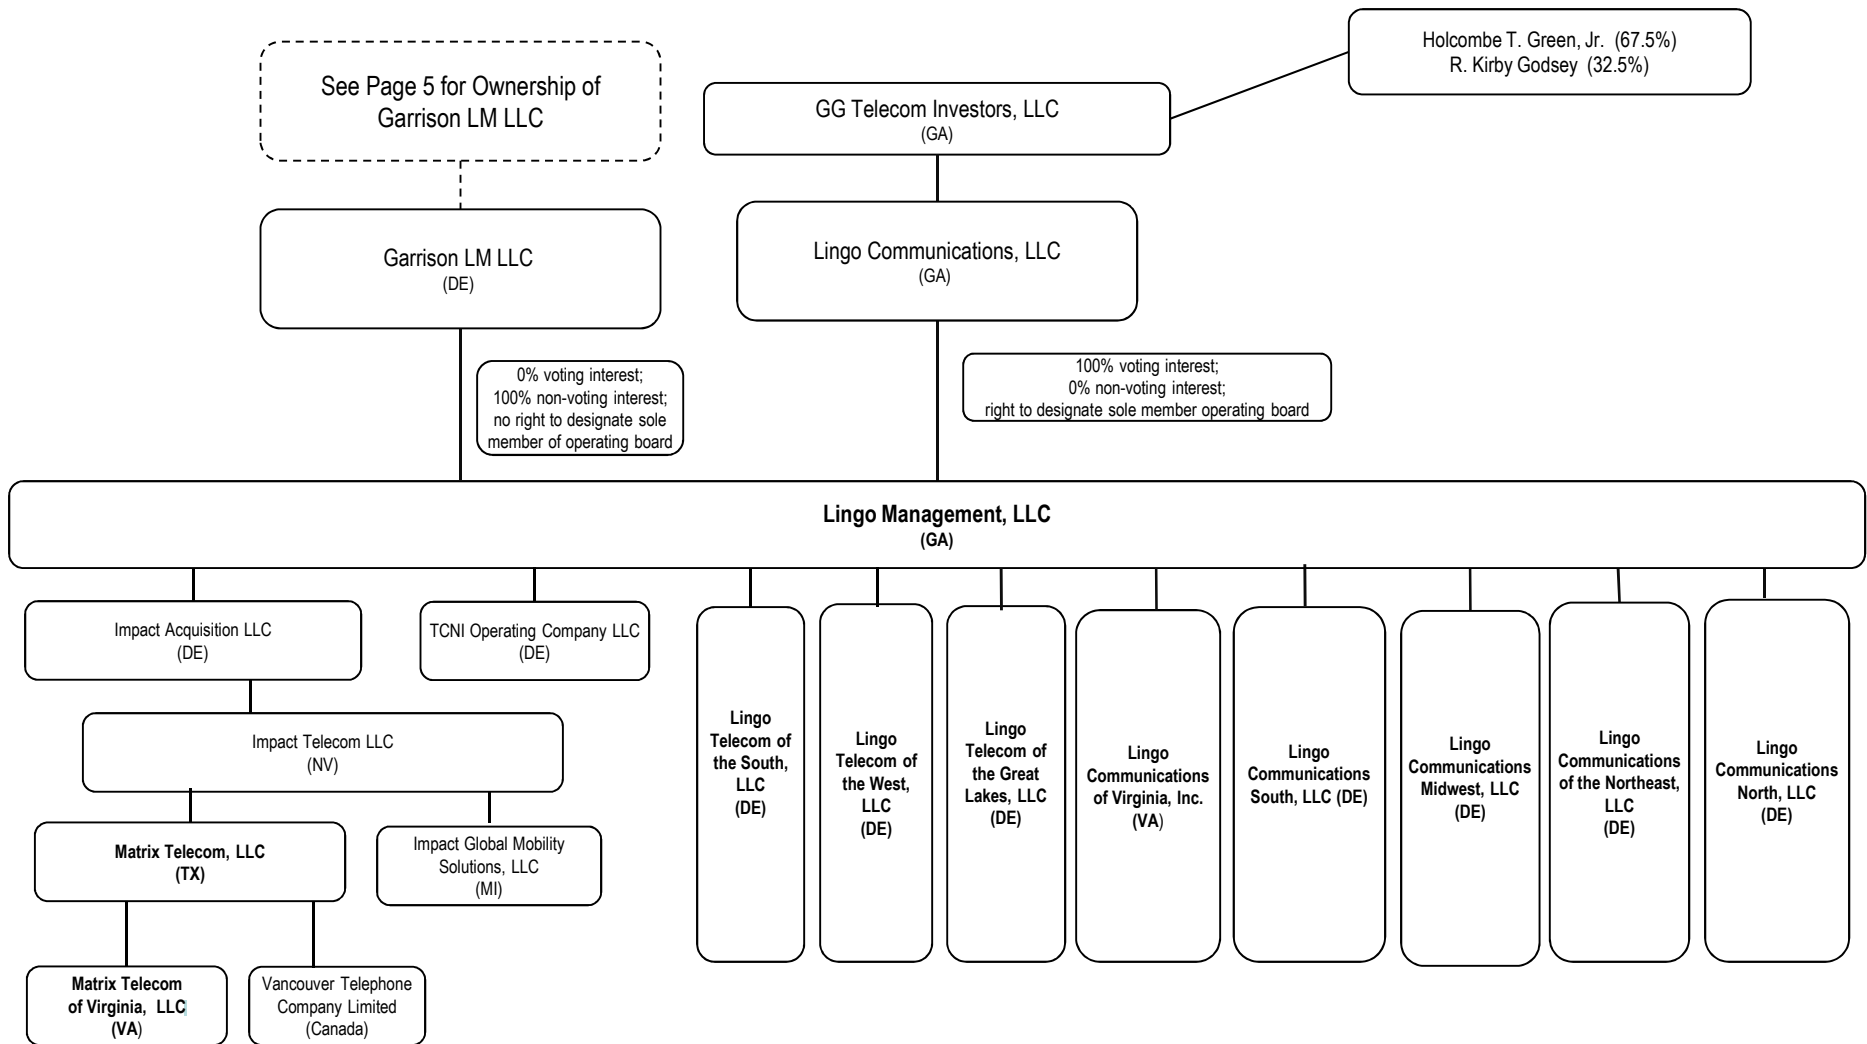 Holcombe T. Green, Jr.  (67.5%)
R. Kirby Godsey  (32.5%)
See Page 5 for Ownership of
Garrison LM LLC
GG Telecom Investors, LLC
(GA)
Garrison LM LLC
(DE)
Lingo Communications, LLC
(GA)
0% voting interest;
100% non-voting interest;
no right to designate sole
member of operating board
100% voting interest;
0% non-voting interest;
right to designate sole member operating board
Lingo Management, LLC
(GA)
Impact Acquisition LLC
(DE)
TCNI Operating Company LLC
(DE)
Impact Telecom LLC
(NV)
Matrix Telecom, LLC
(TX)
Impact Global Mobility
Solutions, LLC
(MI)
Matrix Telecom
of Virginia,  LLC
(VA)
Vancouver Telephone
Company Limited
(Canada)
Lingo
Telecom of
the South,
LLC
(DE)
Lingo
Telecom of
the West,
LLC
(DE)
Lingo
Telecom of
the Great
Lakes, LLC
(DE)
Lingo
Communications
of Virginia, Inc.
(VA)
Lingo
Communications
South, LLC (DE)
Lingo
Communications
Midwest, LLC
(DE)
Lingo
Communications
of the Northeast,
LLC
(DE)
Lingo
Communications
North, LLC
(DE)